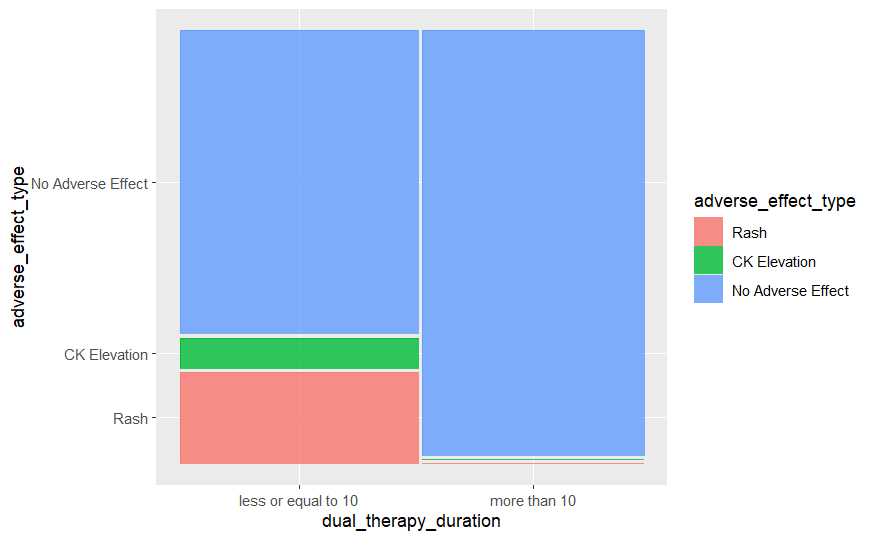 adverse_effect_type
No Adverse Effect
CK Elevation
Rash
less or equal to 10
more than 10
dual_therapy_duration
adverse_effect_type
Rash
CK Elevation
No Adverse Effect